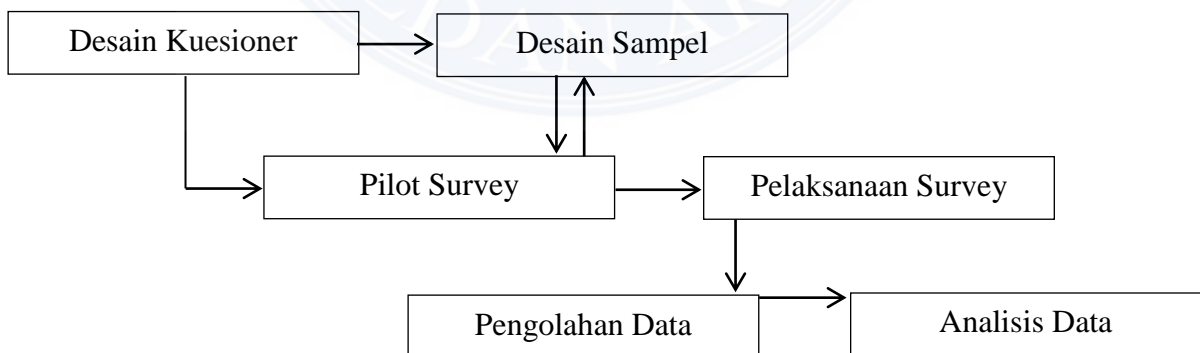 Desain Kuesioner
Desain Sampel
Pilot Survey
Pelaksanaan Survey
Pengolahan Data
Analisis Data